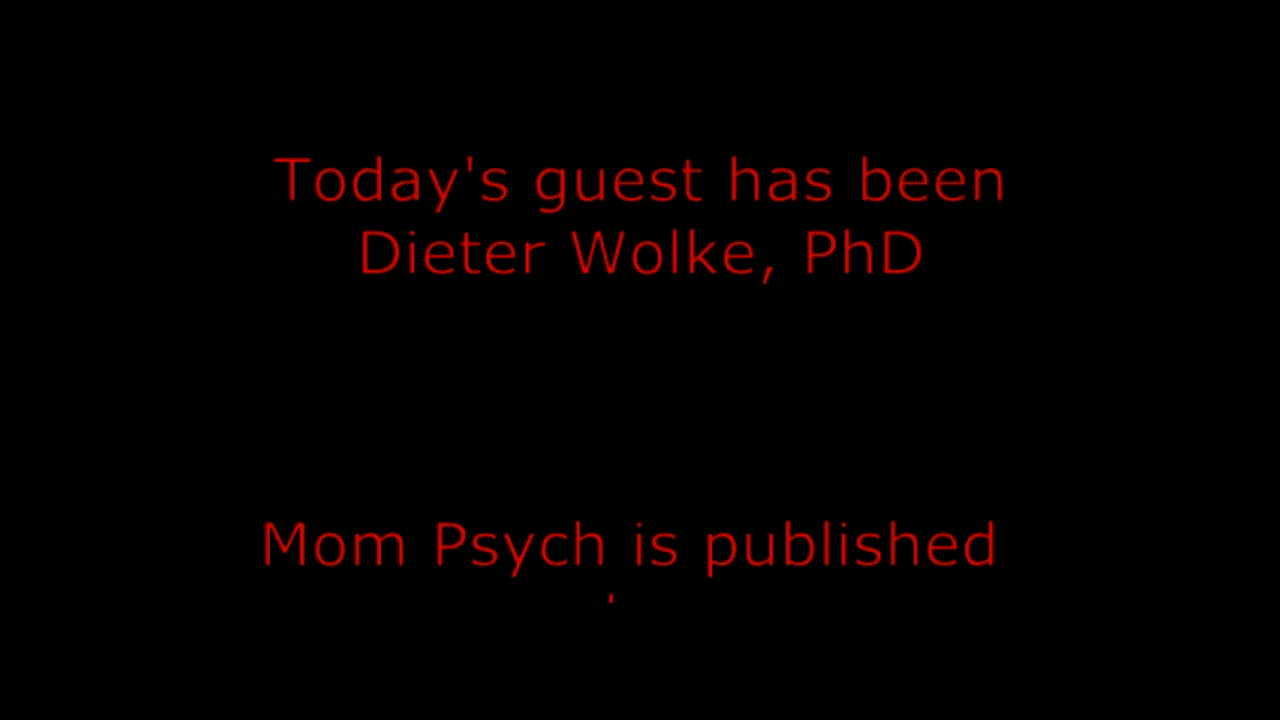 Today's guest has been
Dieter Wolke, PhD
Mom Psych is published